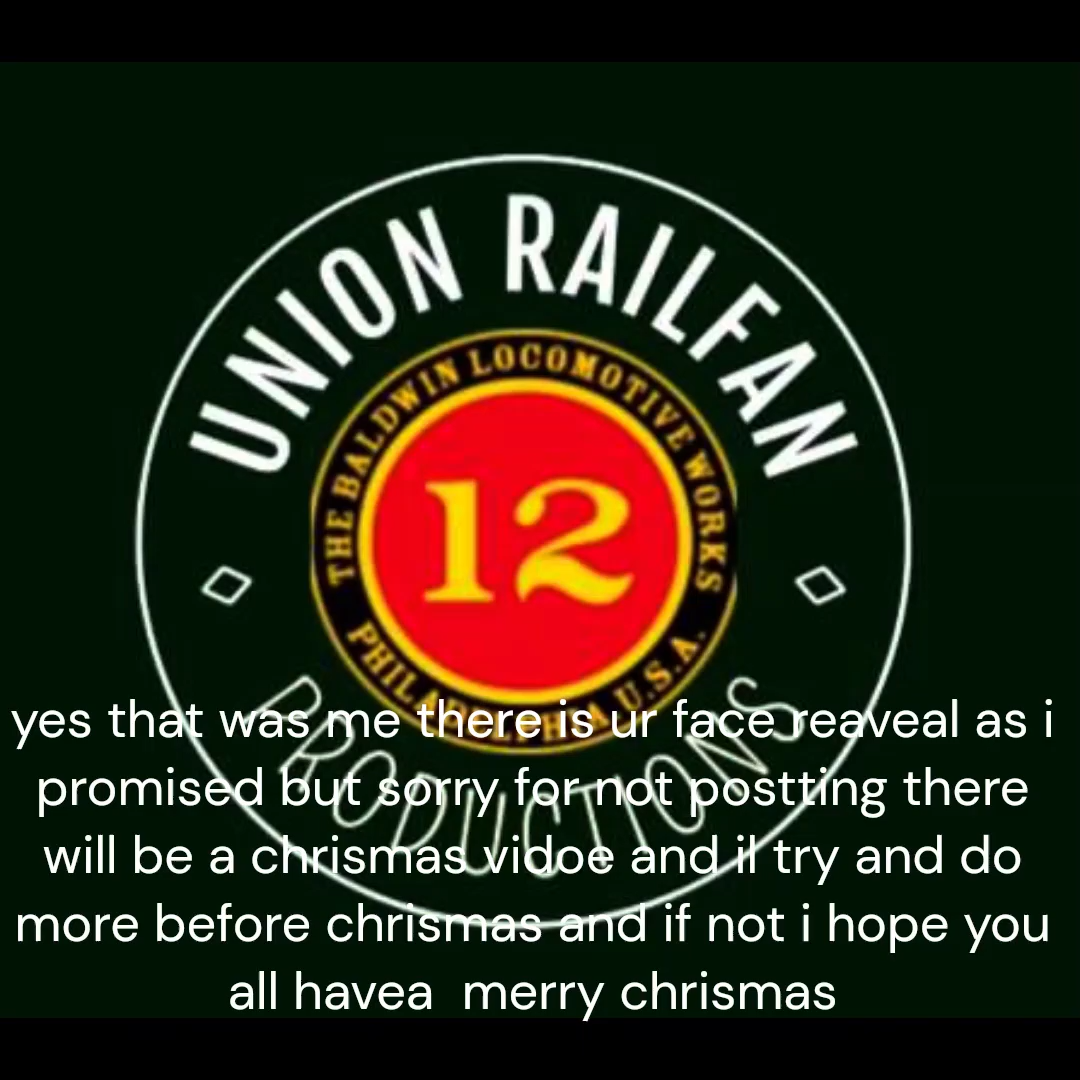 UNION RAILFAN
THE BALDWIN LOCOMOTIVE WORKS
12
PHILADELPHIA U.S.A.
PRODUCTIONS
yes that was me there is ur face reaveal as i
promised but sorry for not postting there
will be a chrismas vidoe and il try and do
more before chrismas and if not i hope you
all havea  merry chrismas